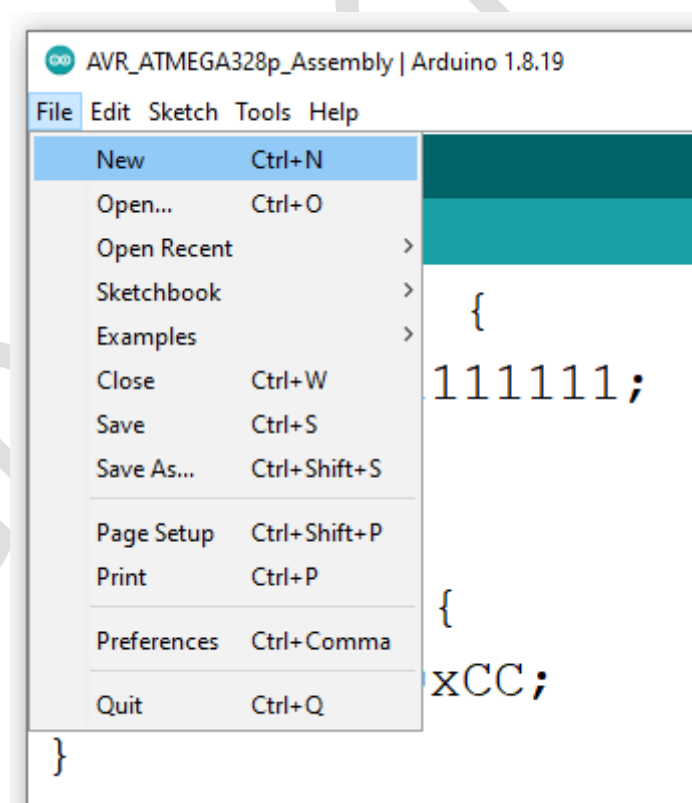 AVR_ATMEGA328p_Assembly | Arduino 1.8.19
File Edit Sketch Tools Help
New Ctrl+N
Open... Ctrl+O
Open Recent >
Sketchbook > {
Examples >
Close Ctrl+W 1111111;
Save Ctrl+S
Save As... Ctrl+Shift+S
Page Setup Ctrl+Shift+P
Print Ctrl+P {
Preferences Ctrl+Comma
Quit Ctrl+Q xCC;
}